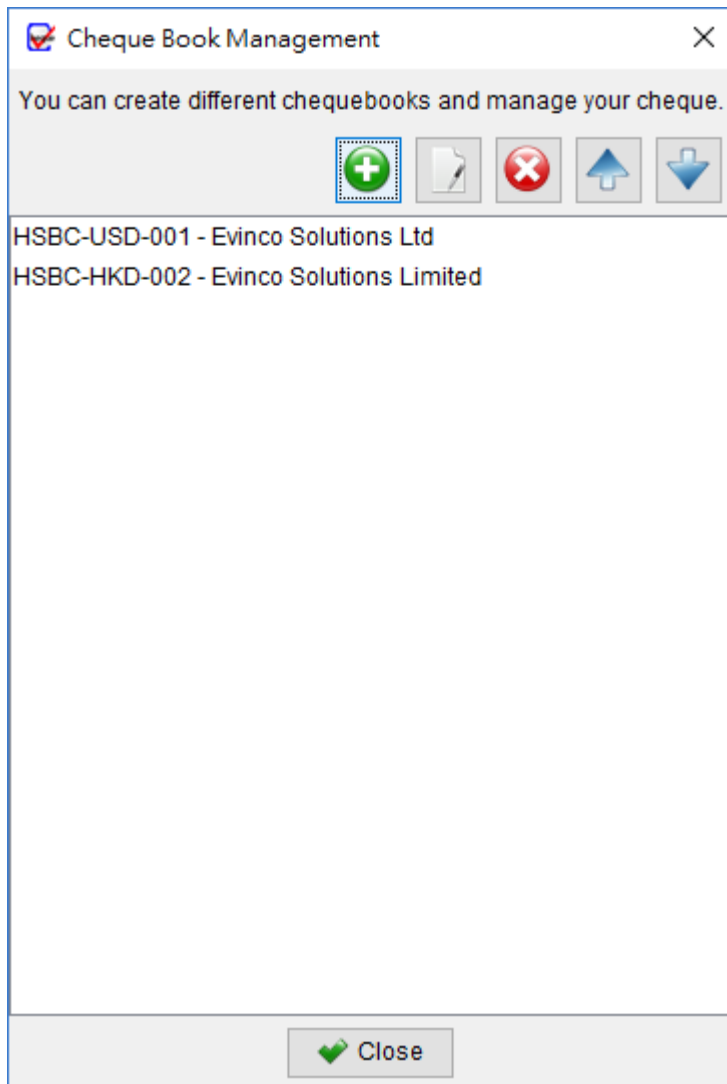 Cheque Book Management
You can create different chequebooks and manage your cheque.
HSBC-USD-001 - Evinco Solutions Ltd
HSBC-HKD-002 - Evinco Solutions Limited
Close